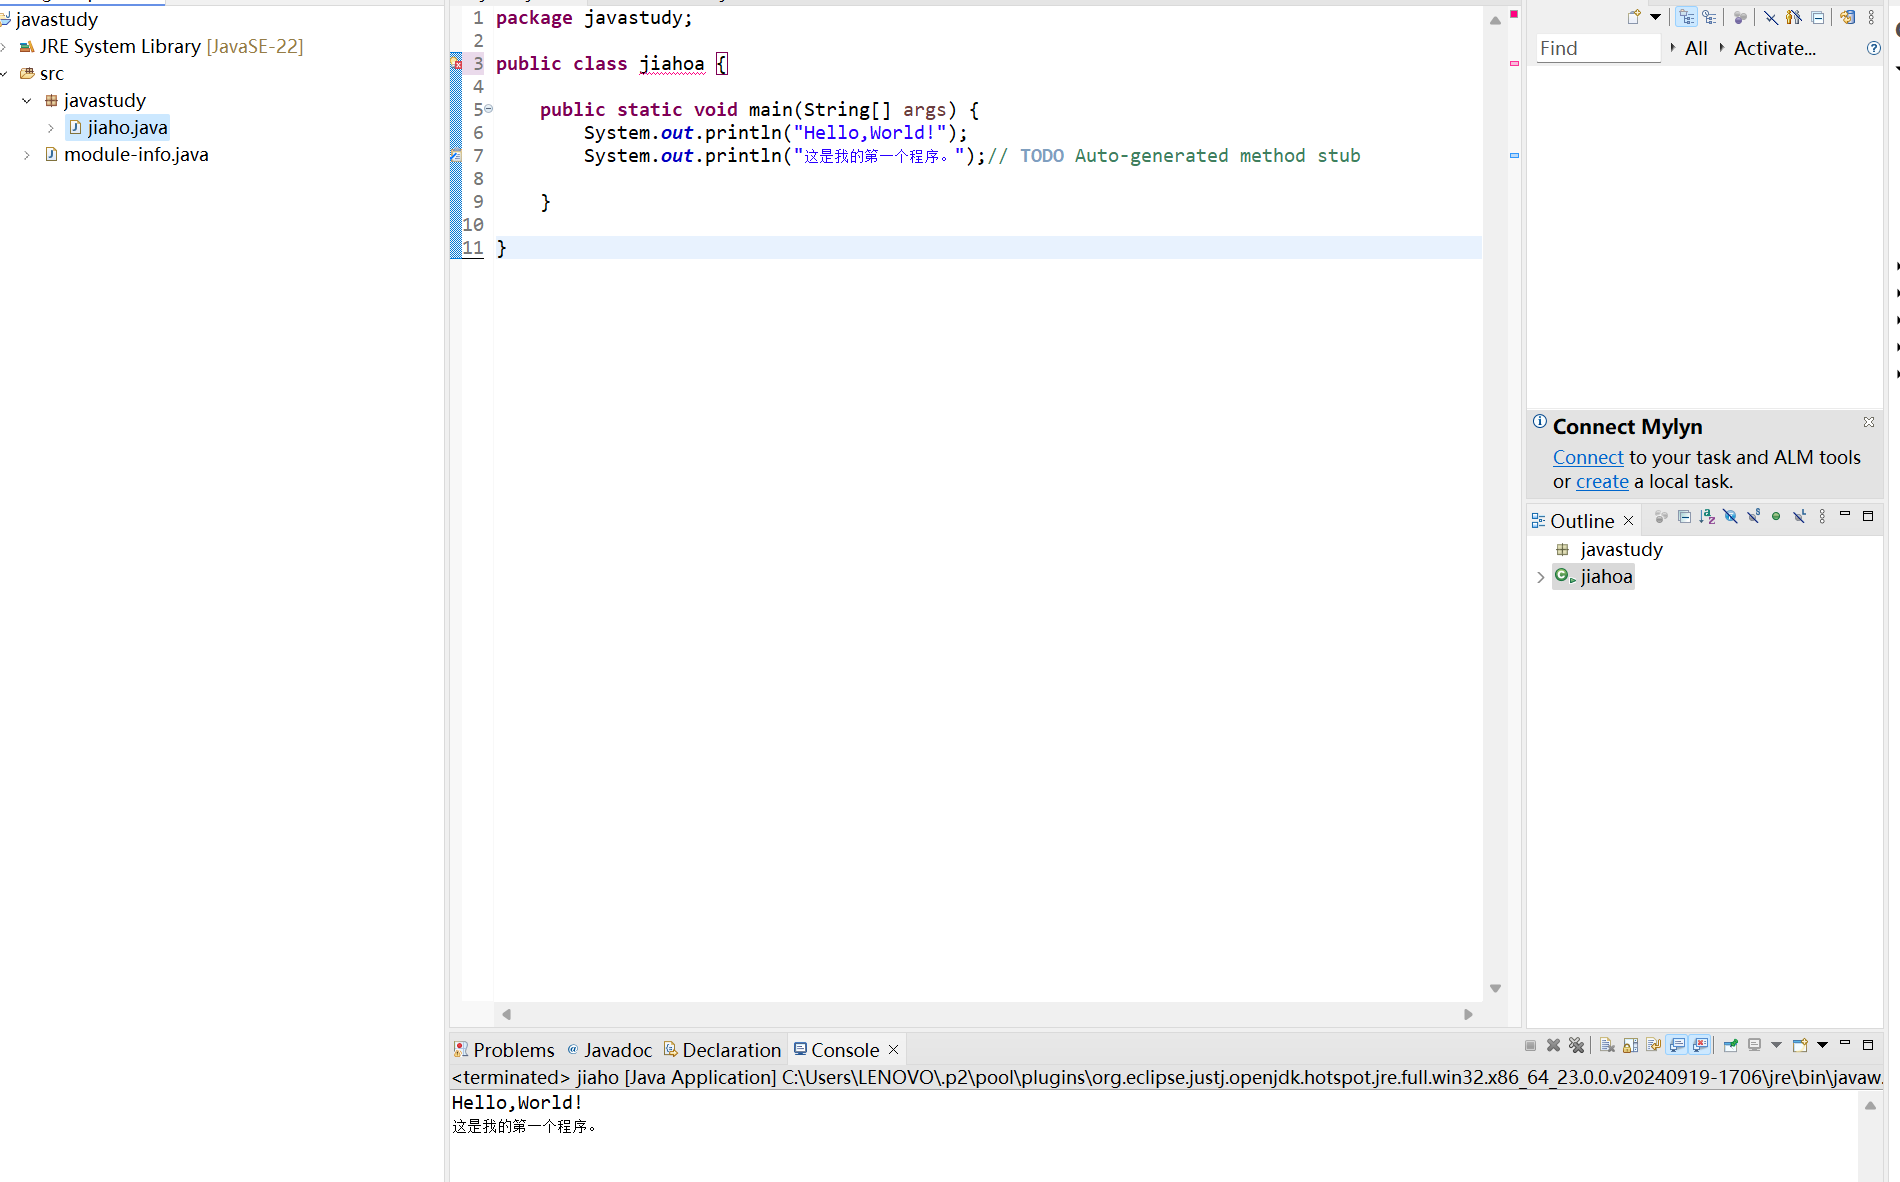 javastudy
JRE System Library [JavaSE-22]
src
javastudy
jiaho.java
module-info.java
1 package javastudy;
2
3 public class jiahoa {
4
5 public static void main(String[] args) {
6 System.out.println("Hello,World!");
7 System.out.println("这是我的第一个程序。");// TODO Auto-generated method stub
8
9 }
10
11 }
Find
All
Activate...
Connect Mylyn
Connect to your task and ALM tools
or create a local task.
Outline
javastudy
jiahoa
Problems @ Javadoc Declaration Console
<terminated> jiaho [Java Application] C:\Users\LENOVO\.p2\pool\plugins\org.eclipse.justj.openjdk.hotspot.jre.full.win32.x86_64_23.0.0.v20240919-1706\jre\bin\javaw.
Hello,World!
这是我的第一个程序。